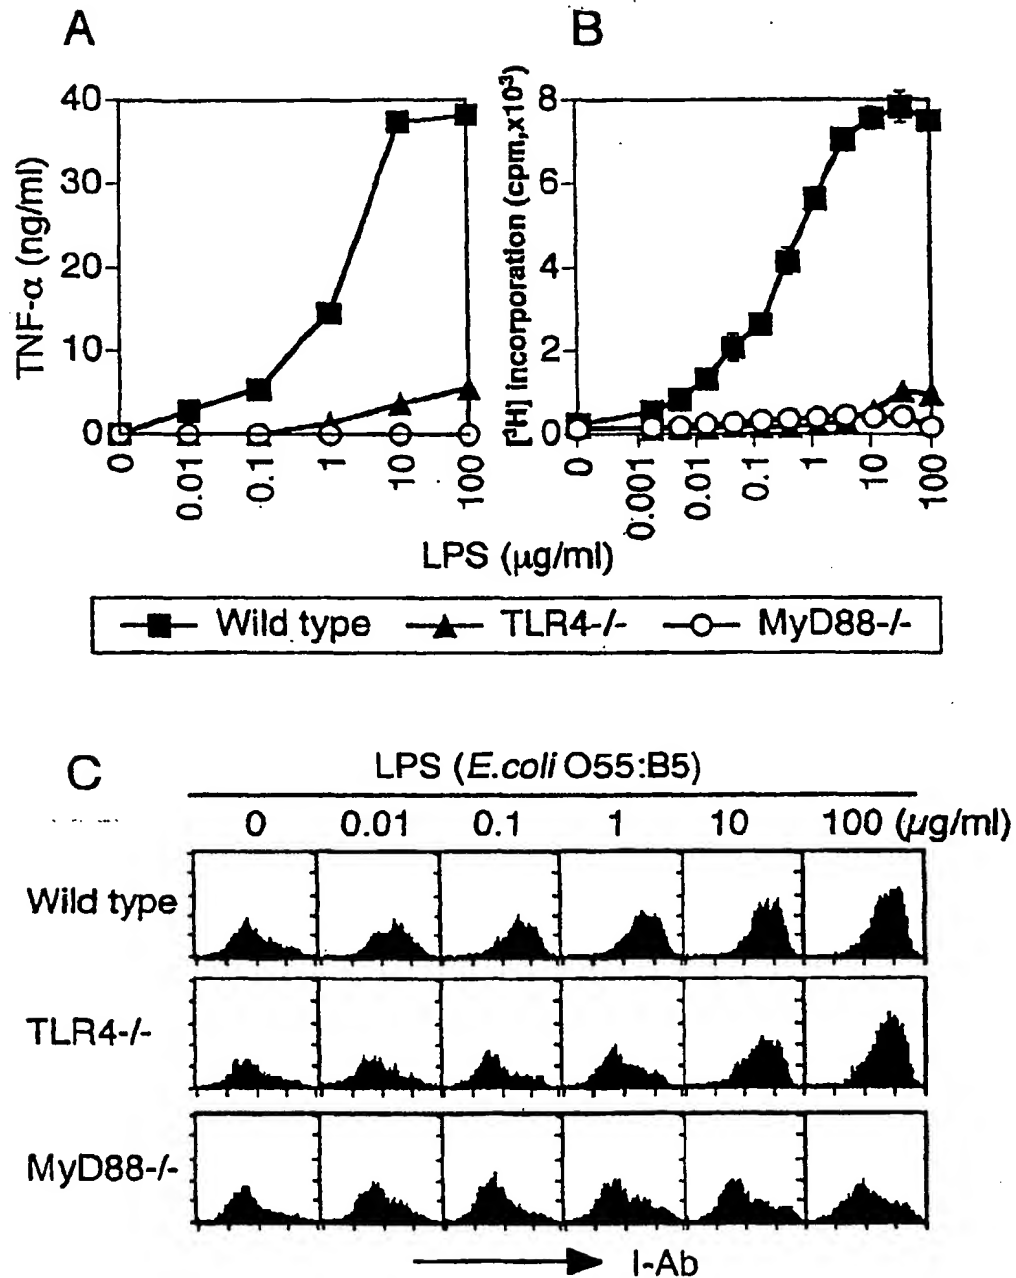 A
TNF-α (ng/ml)
40
30
20
10
0
0 0.01 0.1 1 10 100
B
[³H] incorporation (cpm,x10³)
8
6
4
2
0
0 0.001 0.01 0.1 1 10 100
LPS (μg/ml)
Wild type TLR4-/- MyD88-/-
C
LPS (E.coli O55:B5)
0 0.01 0.1 1 10 100 (μg/ml)
Wild type
TLR4-/-
MyD88-/-
I-Ab